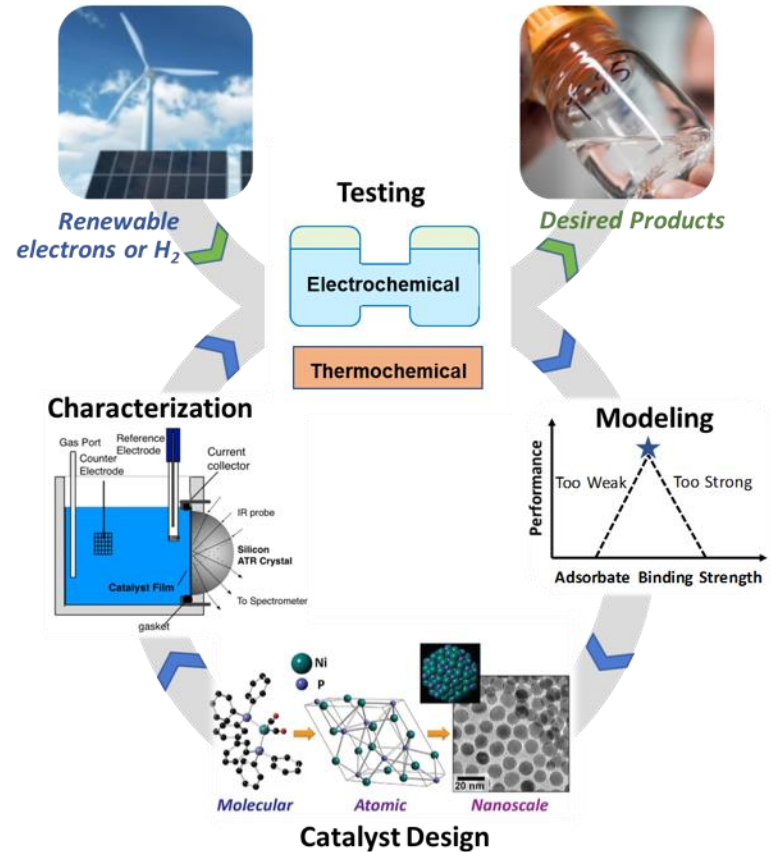 Renewable
electrons or H₂
Desired Products
Testing
Electrochemical
Thermochemical
Characterization
Gas Port
Counter
Electrode
Reference
Electrode
Current
collector
IR probe
Silicon
ATR Crystal
Catalyst Film
To Spectrometer
gasket
Modeling
Performance
Too Weak
Too Strong
Adsorbate Binding Strength
Ni
P
20 nm
Molecular
Atomic
Nanoscale
Catalyst Design